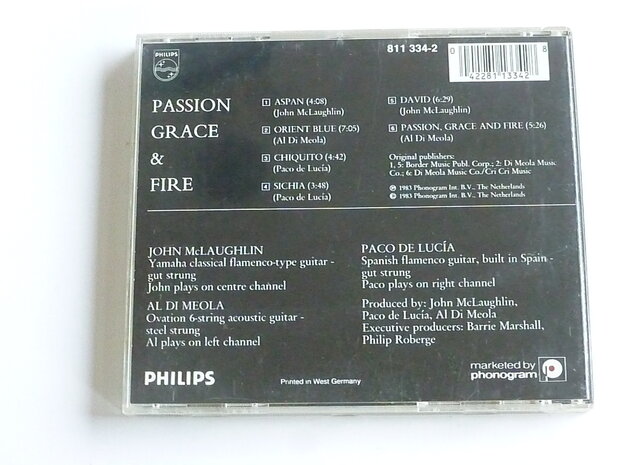 PHILIPS
811 334-2
0 42281 13342 8
PASSION
GRACE
&
FIRE
1 ASPAN (4:08)
(John McLaughlin)
2 ORIENT BLUE (7:05)
(Al Di Meola)
3 CHIQUITO (4:42)
(Paco de Lucia)
4 SICHIA (3:48)
(Paco de Lucia)
5 DAVID (6:29)
(John McLaughlin)
6 PASSION, GRACE AND FIRE (5:26)
(Al Di Meola)
Original publishers:
1, 5: Border Music Publ. Corp.; 2: Di Meola Music
Co.; 6: Di Meola Music Co./Cri Cri Music
℗ 1983 Phonogram Int. B.V., The Netherlands
© 1983 Phonogram Int. B.V., The Netherlands
JOHN McLAUGHLIN
Yamaha classical flamenco-type guitar -
gut strung
John plays on centre channel
AL DI MEOLA
Ovation 6-string acoustic guitar -
steel strung
Al plays on left channel
PACO DE LUCÍA
Spanish flamenco guitar, built in Spain -
gut strung
Paco plays on right channel
Produced by: John McLaughlin,
Paco de Lucía, Al Di Meola
Executive producers: Barrie Marshall,
Philip Roberge
PHILIPS
Printed in West Germany
marketed by
phonogram